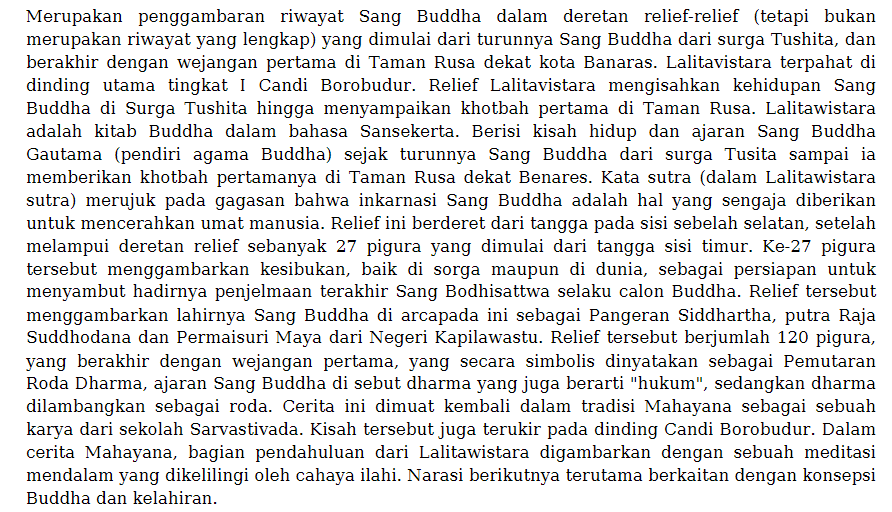 Merupakan penggambaran riwayat Sang Buddha dalam deretan relief-relief (tetapi bukan
merupakan riwayat yang lengkap) yang dimulai dari turunnya Sang Buddha dari surga Tushita, dan
berakhir dengan wejangan pertama di Taman Rusa dekat kota Banaras. Lalitavistara terpahat di
dinding utama tingkat I Candi Borobudur. Relief Lalitavistara mengisahkan kehidupan Sang
Buddha di Surga Tushita hingga menyampaikan khotbah pertama di Taman Rusa. Lalitawistara
adalah kitab Buddha dalam bahasa Sansekerta. Berisi kisah hidup dan ajaran Sang Buddha
Gautama (pendiri agama Buddha) sejak turunnya Sang Buddha dari surga Tusita sampai ia
memberikan khotbah pertamanya di Taman Rusa dekat Benares. Kata sutra (dalam Lalitawistara
sutra) merujuk pada gagasan bahwa inkarnasi Sang Buddha adalah hal yang sengaja diberikan
untuk mencerahkan umat manusia. Relief ini berderet dari tangga pada sisi sebelah selatan, setelah
melampui deretan relief sebanyak 27 pigura yang dimulai dari tangga sisi timur. Ke-27 pigura
tersebut menggambarkan kesibukan, baik di sorga maupun di dunia, sebagai persiapan untuk
menyambut hadirnya penjelmaan terakhir Sang Bodhisattwa selaku calon Buddha. Relief tersebut
menggambarkan lahirnya Sang Buddha di arcapada ini sebagai Pangeran Siddhartha, putra Raja
Suddhodana dan Permaisuri Maya dari Negeri Kapilawastu. Relief tersebut berjumlah 120 pigura,
yang berakhir dengan wejangan pertama, yang secara simbolis dinyatakan sebagai Pemutaran
Roda Dharma, ajaran Sang Buddha di sebut dharma yang juga berarti "hukum", sedangkan dharma
dilambangkan sebagai roda. Cerita ini dimuat kembali dalam tradisi Mahayana sebagai sebuah
karya dari sekolah Sarvastivada. Kisah tersebut juga terukir pada dinding Candi Borobudur. Dalam
cerita Mahayana, bagian pendahuluan dari Lalitawistara digambarkan dengan sebuah meditasi
mendalam yang dikelilingi oleh cahaya ilahi. Narasi berikutnya terutama berkaitan dengan konsepsi
Buddha dan kelahiran.